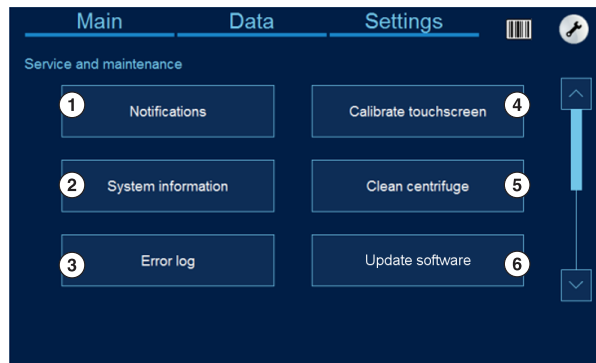 Main Data Settings
Service and maintenance
1 Notifications
Calibrate touchscreen 4
2 System information
Clean centrifuge 5
3 Error log
Update software 6